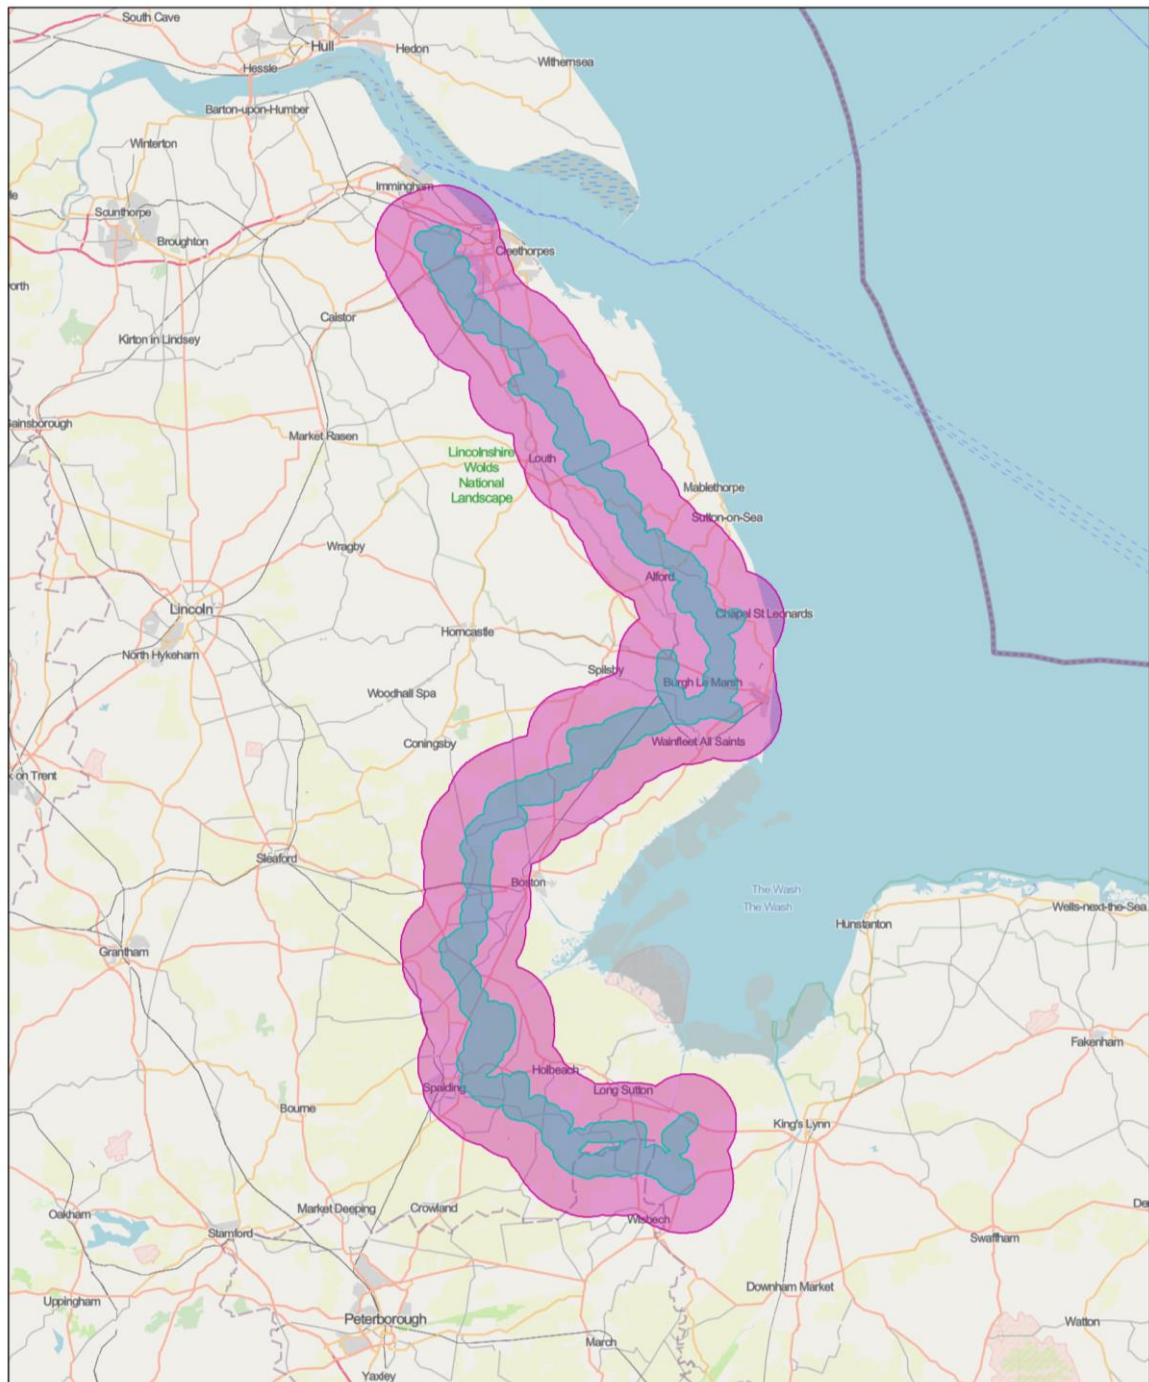 South Cave
Hull
Hedon
Hessle
Withernsea
Barton-upon-Humber
Winterton
Immingham
Scunthorpe
Broughton
Cleethorpes
Caistor
Kirton in Lindsey
Market Rasen
Lincolnshire
Wolds
National
Landscape
Louth
Mablethorpe
Sutton-on-Sea
Wragby
Alford
Lincoln
Chapel St Leonards
Horncastle
North Hykeham
Spilsby
Burgh Le Marsh
Woodhall Spa
Coningsby
Wainfleet All Saints
k on Trent
Sleaford
Boston
The Wash
The Wash
Wells-next-the-Sea
Hunstanton
Grantham
Fakenham
Holbeach
Spalding
Long Sutton
Bourne
King's Lynn
Market Deeping
Crowland
Oakham
Wisbech
Stamford
Swaffham
Downham Market
Uppingham
Peterborough
Watton
March
Yaxley